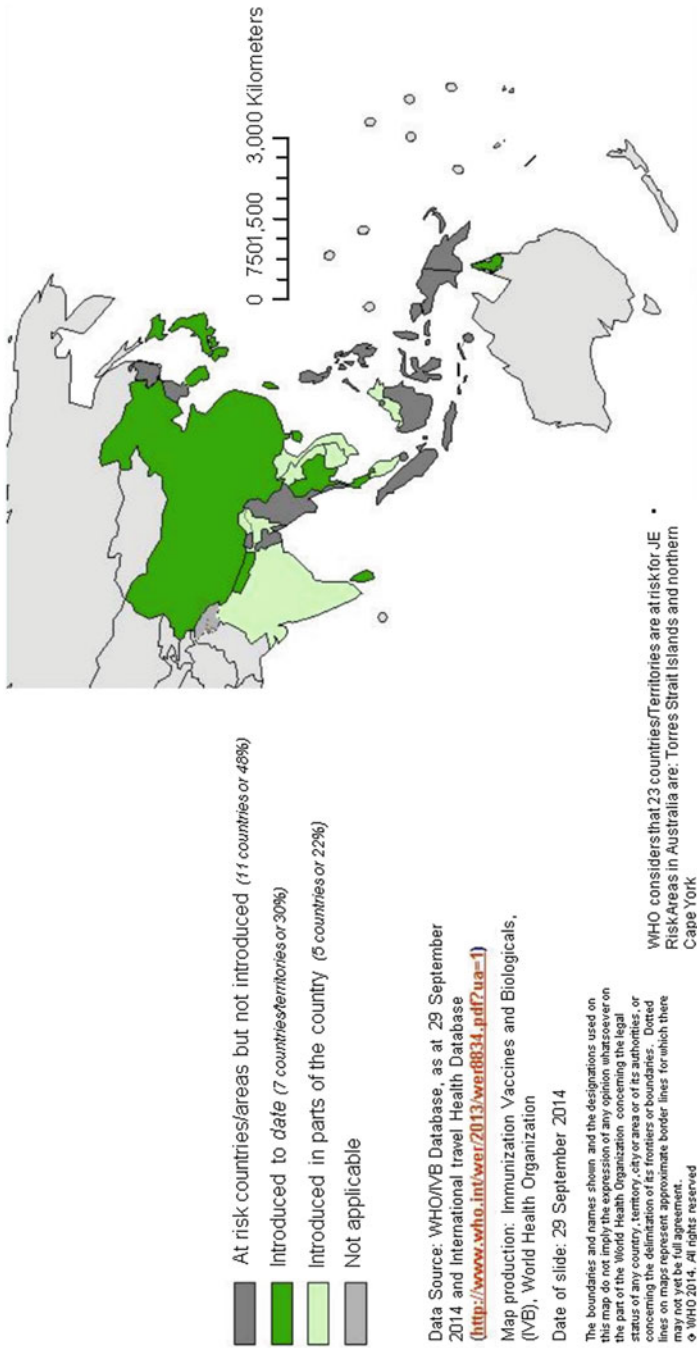 0 7501,500 3,000 Kilometers
At risk countries/areas but not introduced (11 countries or 48%)
Introduced to date (7 countries/territories or 30%)
Introduced in parts of the country (5 countries or 22%)
Not applicable
Data Source: WHO/IVB Database, as at 29 September
2014 and International travel Health Database
(http://www.who.int/wer/2013/wer8834.pdf?ua=1)
Map production: Immunization Vaccines and Biologicals,
(IVB), World Health Organization
Date of slide: 29 September 2014
The boundaries and names shown and the designations used on
this map do not imply the expression of any opinion whatsoever on
the part of the World Health Organization concerning the legal
status of any country, territory, city or area or of its authorities, or
concerning the delimitation of its frontiers or boundaries. Dotted
lines on maps represent approximate border lines for which there
may not yet be full agreement.
© WHO 2014. All rights reserved
WHO considers that 23 countries/Territories are at risk for JE •
Risk Areas in Australia are: Torres Strait Islands and northern
Cape York